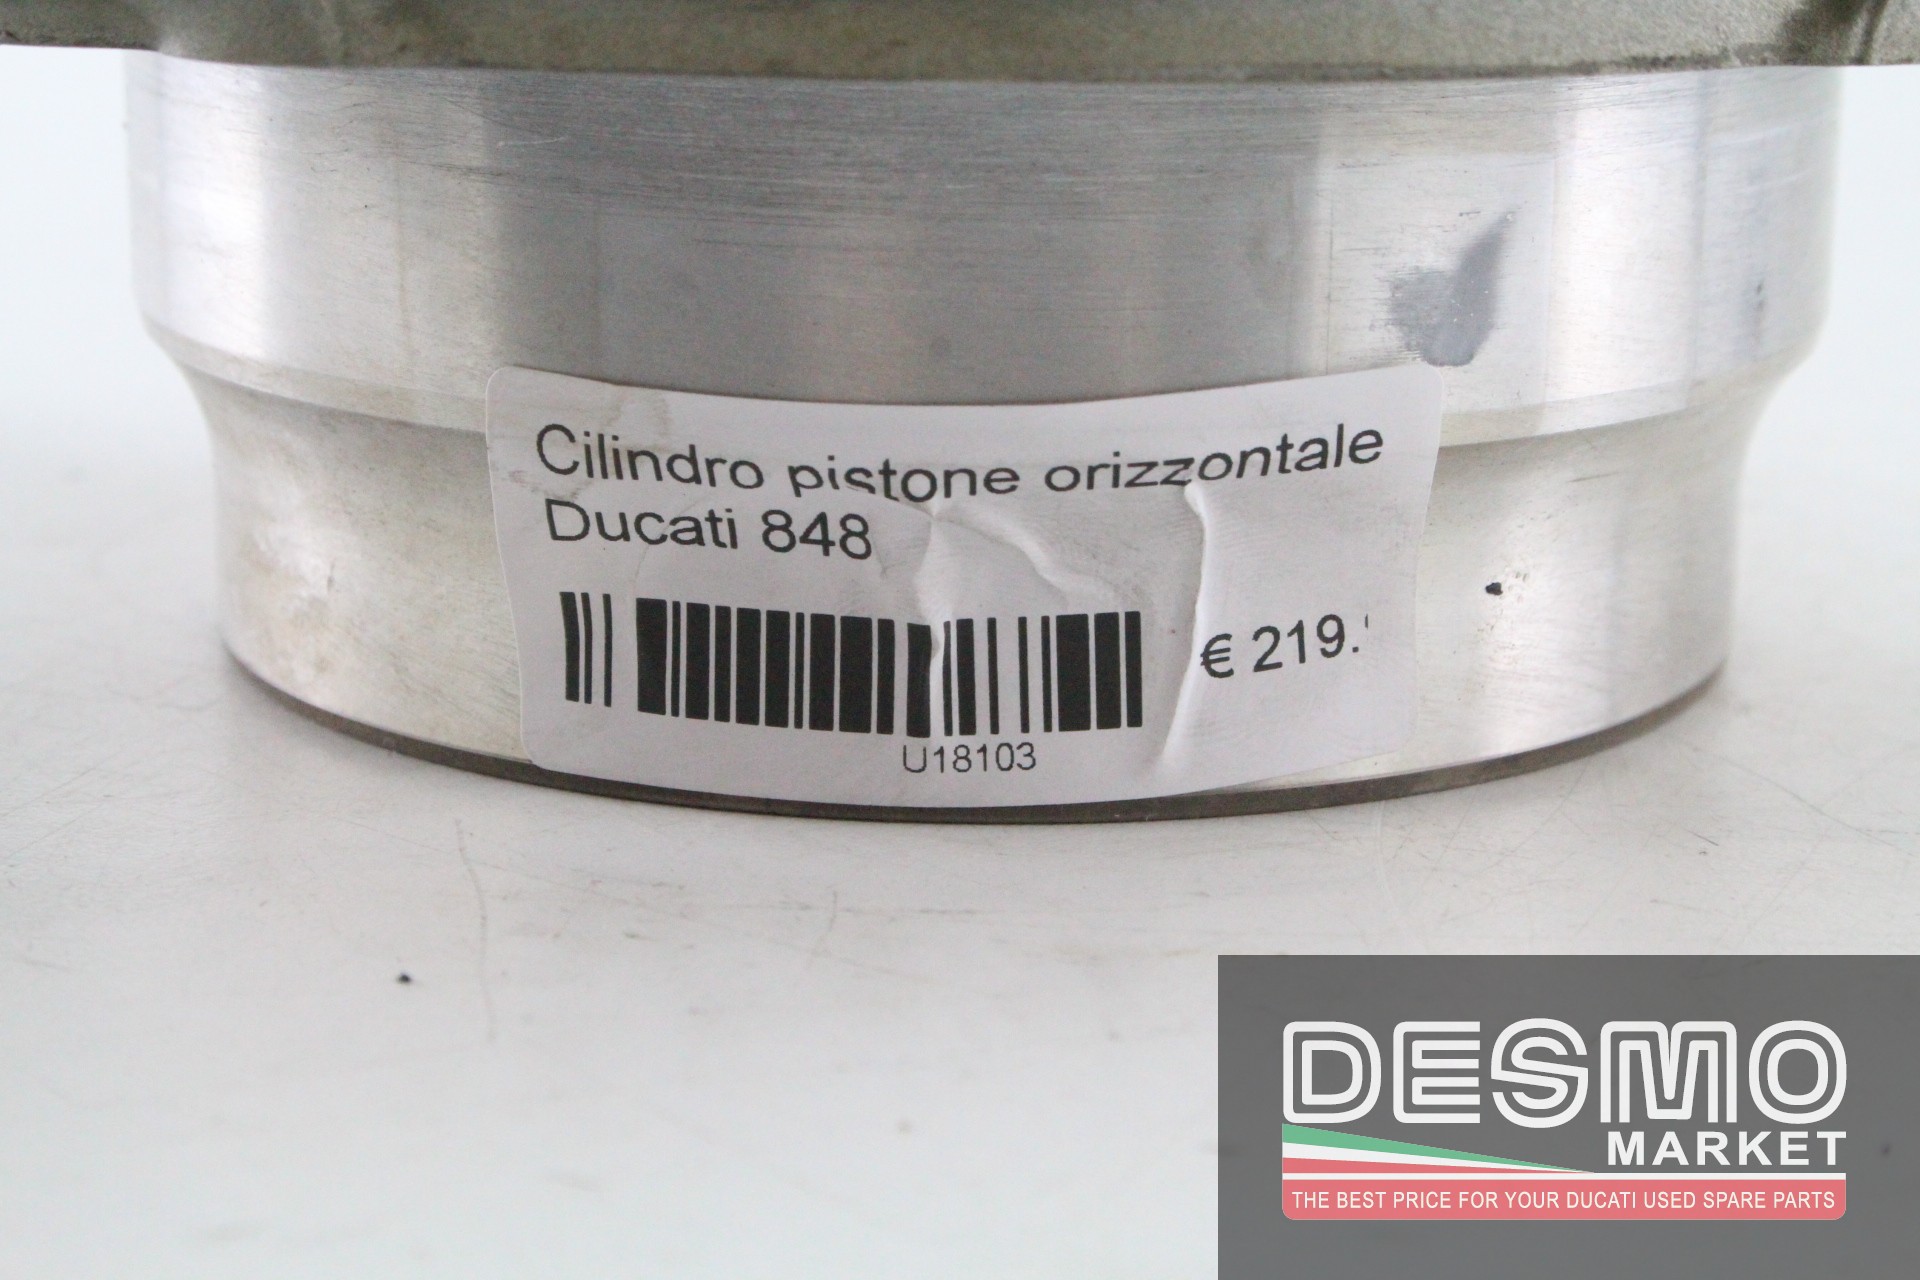 Cilindro pistone orizzontale
Ducati 848
€ 219.
U18103
DESMO
MARKET
THE BEST PRICE FOR YOUR DUCATI USED SPARE PARTS